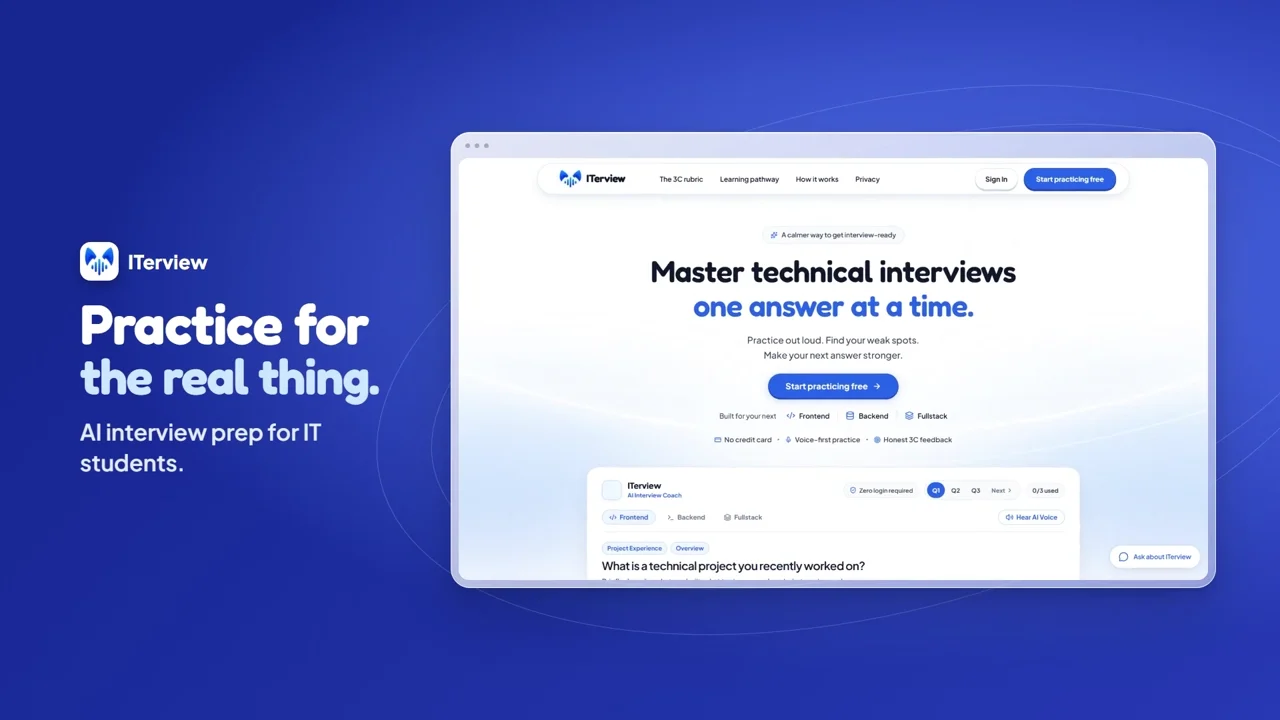 ITerview
Practice for
the real thing.
AI interview prep for IT
students.
ITerview
The 3C rubric
Learning pathway
How it works
Privacy
Sign In
Start practicing free
A calmer way to get interview-ready
Master technical interviews
one answer at a time.
Practice out loud. Find your weak spots.
Make your next answer stronger.
Start practicing free →
Built for your next
Frontend
Backend
Fullstack
No credit card • Voice-first practice • Honest 3C feedback
ITerview
AI Interview Coach
Zero login required
Q1
Q2
Q3
Next
0/3 used
Frontend
Backend
Fullstack
Hear AI Voice
Project Experience
Overview
What is a technical project you recently worked on?
Ask about ITerview